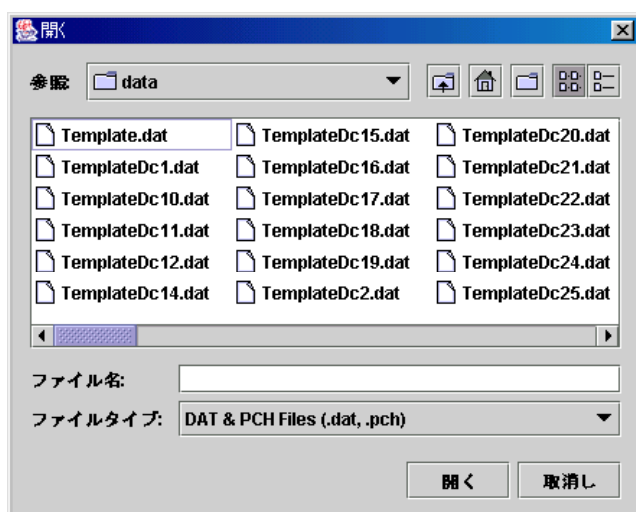 開く
参照: data
Template.dat TemplateDc15.dat TemplateDc20.dat
TemplateDc1.dat TemplateDc16.dat TemplateDc21.dat
TemplateDc10.dat TemplateDc17.dat TemplateDc22.dat
TemplateDc11.dat TemplateDc18.dat TemplateDc23.dat
TemplateDc12.dat TemplateDc19.dat TemplateDc24.dat
TemplateDc14.dat TemplateDc2.dat TemplateDc25.dat
ファイル名:
ファイルタイプ: DAT & PCH Files (.dat, .pch)
開く 取消し